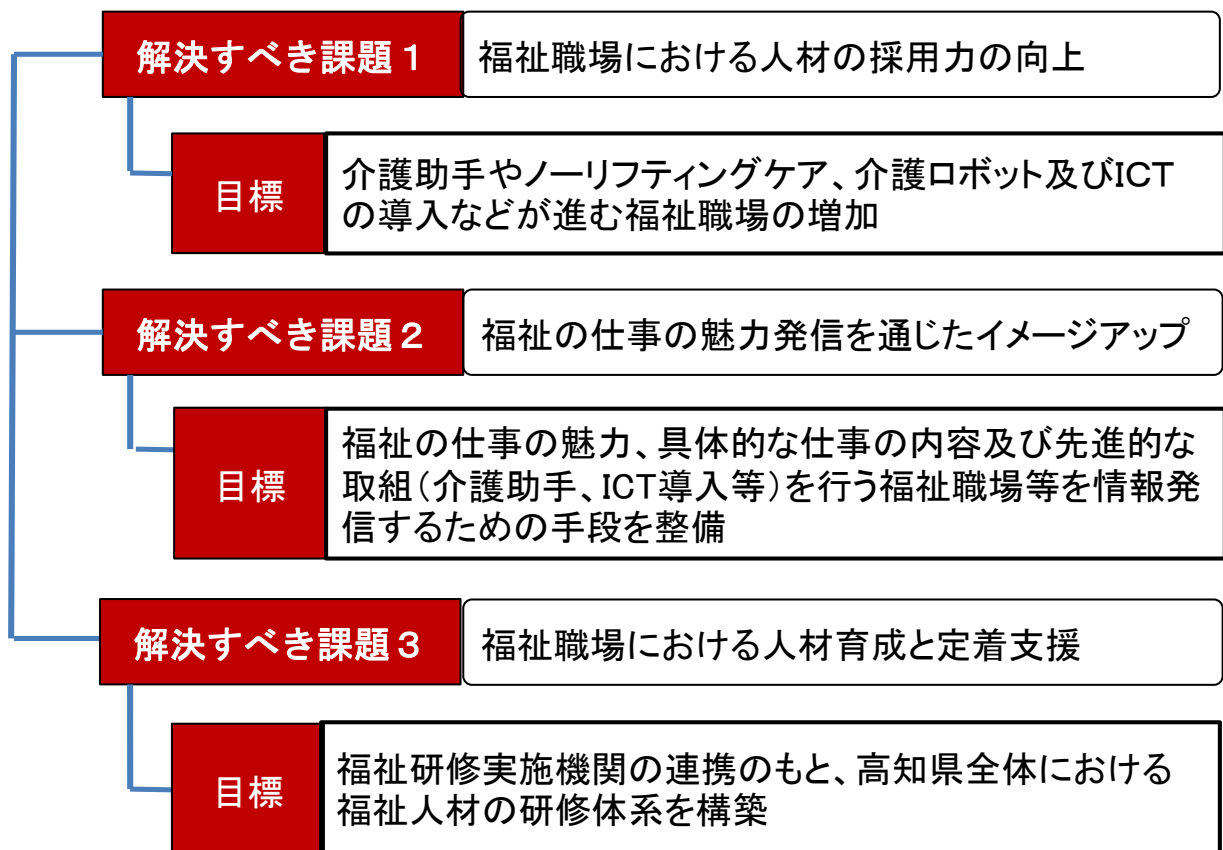 解決すべき課題１
福祉職場における人材の採用力の向上
目標
介護助手やノーリフティングケア、介護ロボット及びICT
の導入などが進む福祉職場の増加
解決すべき課題２
福祉の仕事の魅力発信を通じたイメージアップ
目標
福祉の仕事の魅力、具体的な仕事の内容及び先進的な
取組（介護助手、ICT導入等）を行う福祉職場等を情報発
信するための手段を整備
解決すべき課題３
福祉職場における人材育成と定着支援
目標
福祉研修実施機関の連携のもと、高知県全体における
福祉人材の研修体系を構築